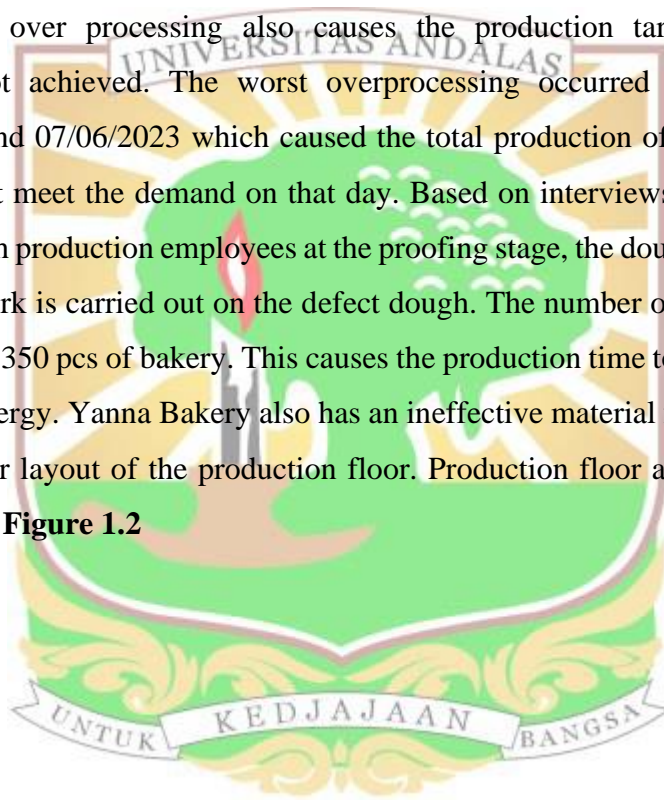 over processing also causes the production tar
UNIVERSITAS ANDALAS
ot achieved. The worst overprocessing occurred
nd 07/06/2023 which caused the total production of
t meet the demand on that day. Based on interviews
n production employees at the proofing stage, the dou
rk is carried out on the defect dough. The number o
350 pcs of bakery. This causes the production time to
ergy. Yanna Bakery also has an ineffective material
r layout of the production floor. Production floor a
Figure 1.2
UNTUK KEDJAJAAN BANGSA